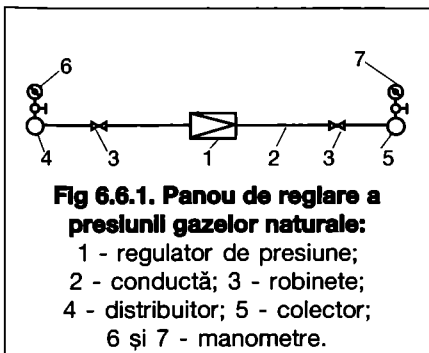 6 7
4 3 1 2 3 5
Fig 6.6.1. Panou de reglare a
presiunii gazelor naturale:
1 - regulator de presiune;
2 - conductă; 3 - robinete;
4 - distribuitor; 5 - colector;
6 și 7 - manometre.